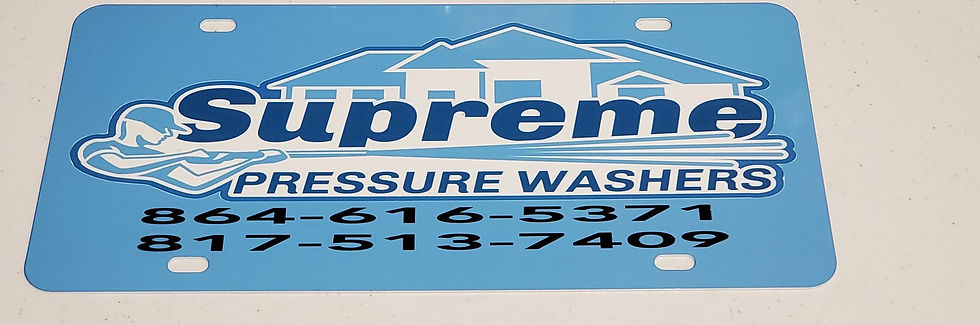 Supreme
PRESSURE WASHERS
864-616-5371
817-513-7409